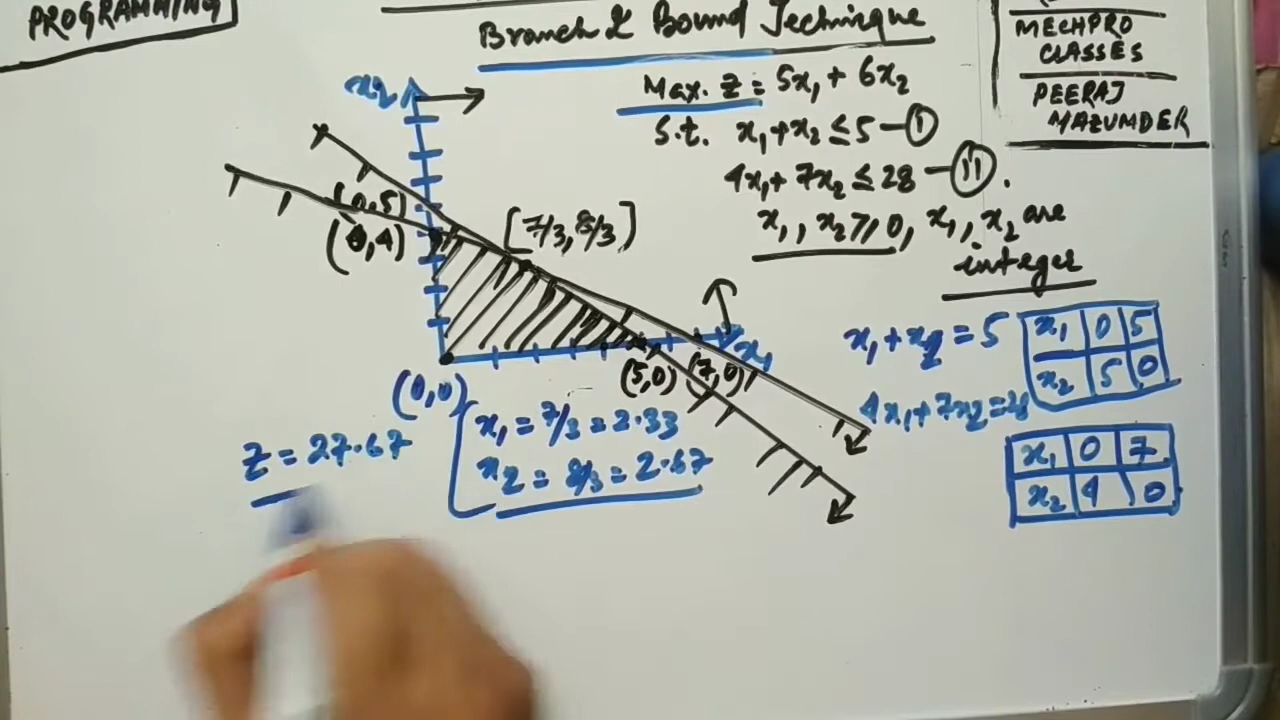 PROGRAMMING
Branch & Bound Technique
MECHPRO
CLASSES
PEERAJ
MAZUMDER
Max. Z = 5x₁ + 6x₂
S.t. x₁+x₂ ≤ 5 — (I)
4x₁+ 7x₂ ≤ 28 — (II).
x₁, x₂ ≥ 0, x₁, x₂ are
integer
x₂
(0,5)
(0,4)
[7/3, 8/3]
x₁
(5,0) (7,0)
(0,0)
x₁ + x₂ = 5
x₁ 0 5
x₂ 5 0
4x₁+7x₂=28
x₁ 0 7
x₂ 4 0
x₁ = 7/3 = 2.33
x₂ = 8/3 = 2.67
Z = 27.67